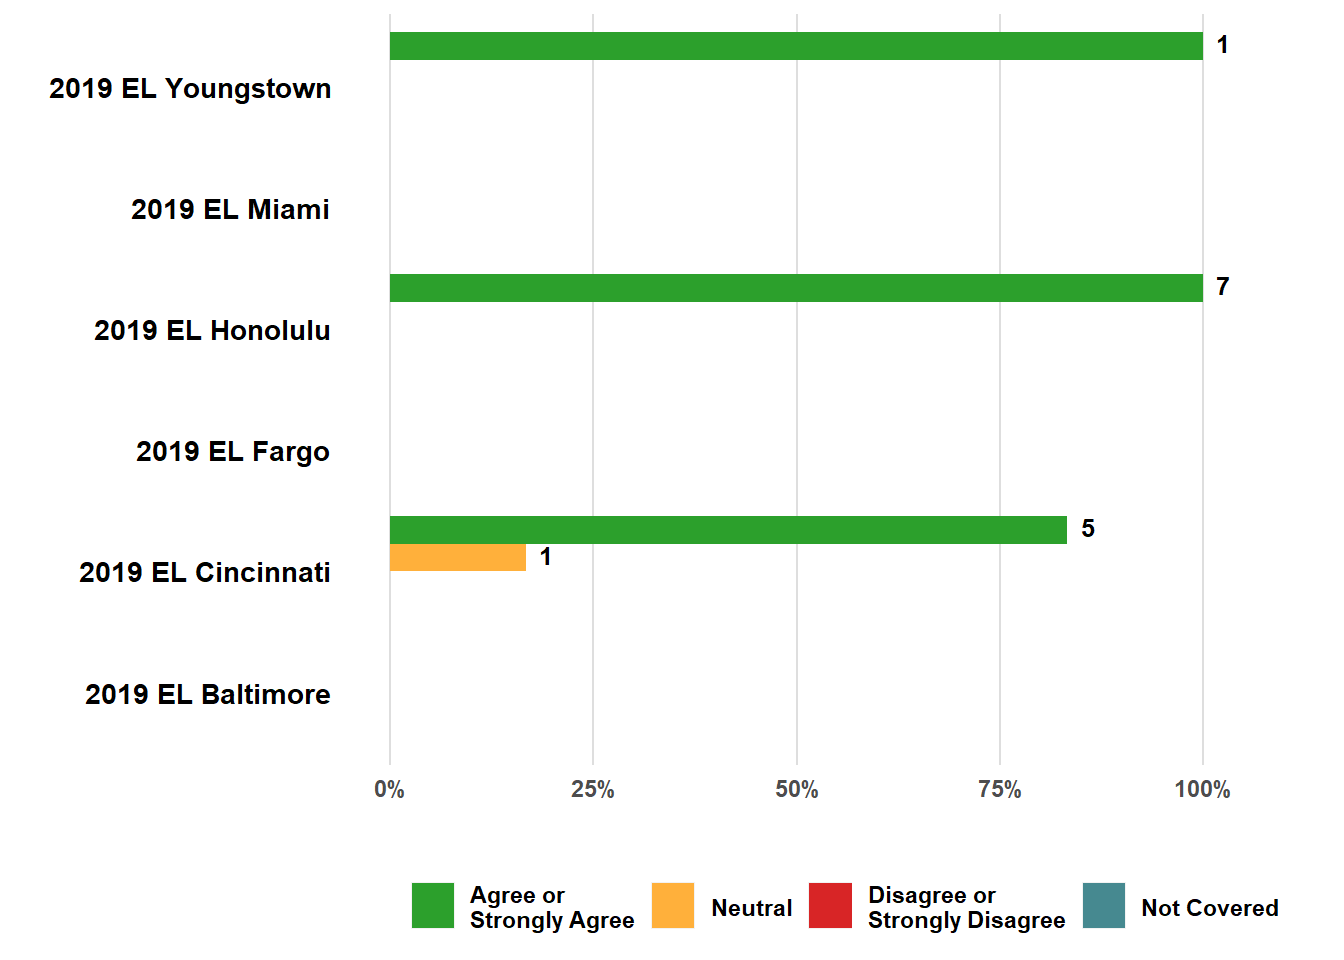 1
2019 EL Youngstown
2019 EL Miami
7
2019 EL Honolulu
2019 EL Fargo
5
1
2019 EL Cincinnati
2019 EL Baltimore
0% 25% 50% 75% 100%
Agree or
Strongly Agree
Neutral
Disagree or
Strongly Disagree
Not Covered